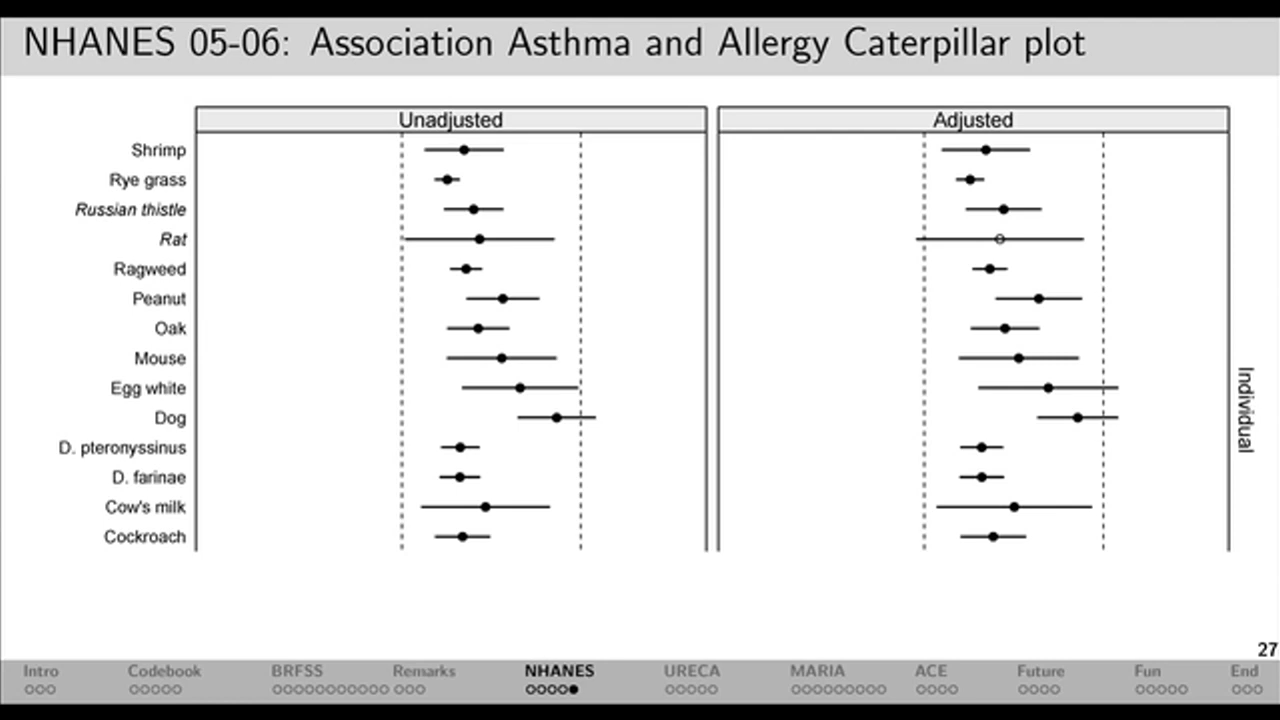 NHANES 05-06: Association Asthma and Allergy Caterpillar plot
Unadjusted
Adjusted
Shrimp
Rye grass
Russian thistle
Rat
Ragweed
Peanut
Oak
Mouse
Egg white
Dog
D. pteronyssinus
D. farinae
Cow's milk
Cockroach
Individual
27
Intro Codebook BRFSS Remarks NHANES URECA MARIA ACE Future Fun End